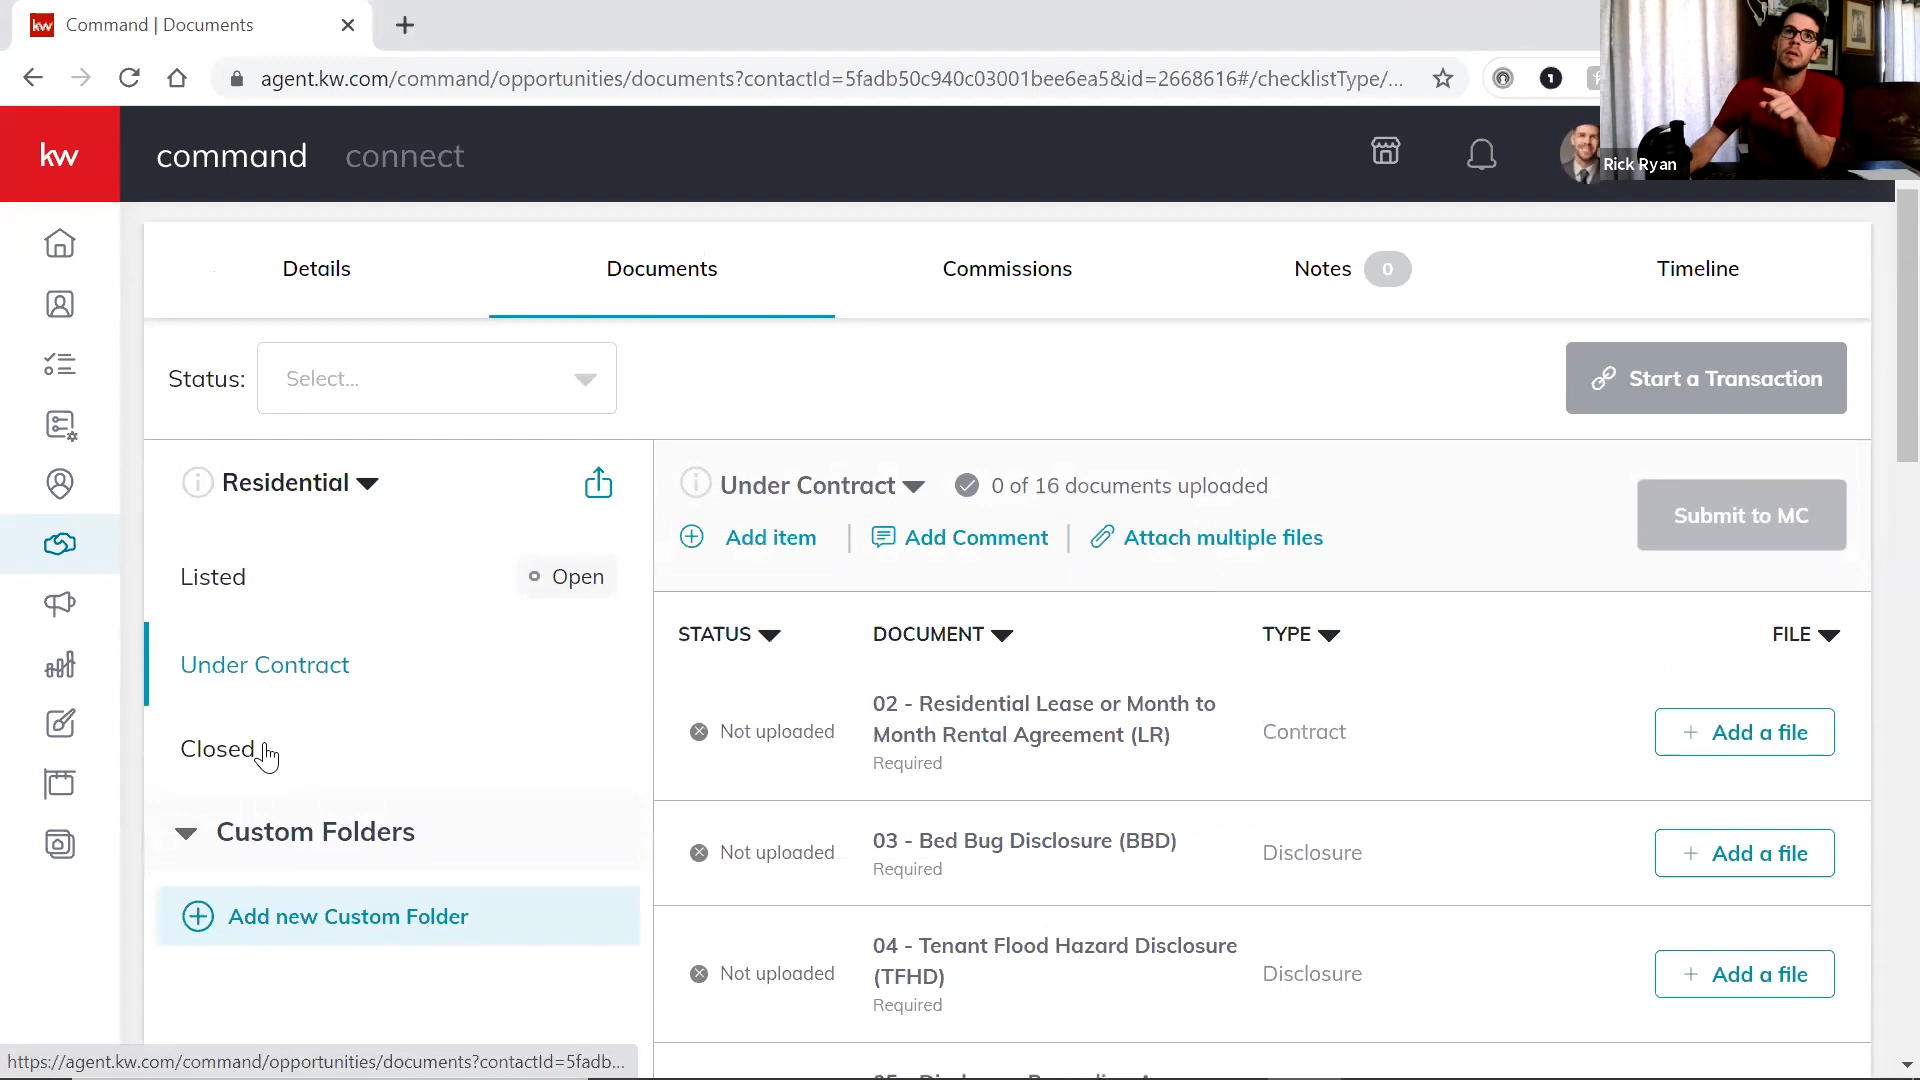 kw
Command | Documents
agent.kw.com/command/opportunities/documents?contactId=5fadb50c940c03001bee6ea5&id=2668616#/checklistType/...
1
Rick Ryan
kw
command
connect
Details
Documents
Commissions
Notes
0
Timeline
Status:
Select...
Start a Transaction
Residential
Under Contract
0 of 16 documents uploaded
Submit to MC
Add item
Add Comment
Attach multiple files
Listed
Open
Under Contract
Closed
Custom Folders
Add new Custom Folder
STATUS
DOCUMENT
TYPE
FILE
Not uploaded
02 - Residential Lease or Month to
Month Rental Agreement (LR)
Required
Contract
+ Add a file
Not uploaded
03 - Bed Bug Disclosure (BBD)
Required
Disclosure
+ Add a file
Not uploaded
04 - Tenant Flood Hazard Disclosure
(TFHD)
Required
Disclosure
+ Add a file
https://agent.kw.com/command/opportunities/documents?contactId=5fadb...